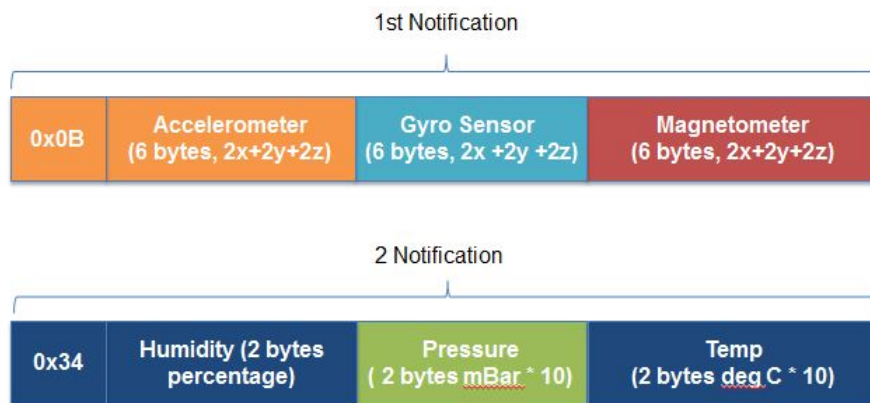 1st Notification
0x0B
Accelerometer
(6 bytes, 2x+2y+2z)
Gyro Sensor
(6 bytes, 2x +2y +2z)
Magnetometer
(6 bytes, 2x+2y+2z)
2 Notification
0x34
Humidity (2 bytes
percentage)
Pressure
( 2 bytes mBar * 10)
Temp
(2 bytes deg C * 10)